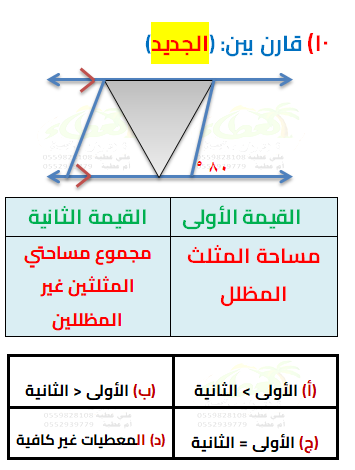 ١٠) قارن بين: (الجديد)
٨٠ °
القيمة الأولى
القيمة الثانية
مساحة المثلث المظلل
مجموع مساحتي المثلثين غير المظللين
(أ) الأولى > الثانية
(ب) الأولى < الثانية
(ج) الأولى = الثانية
(د) المعطيات غير كافية